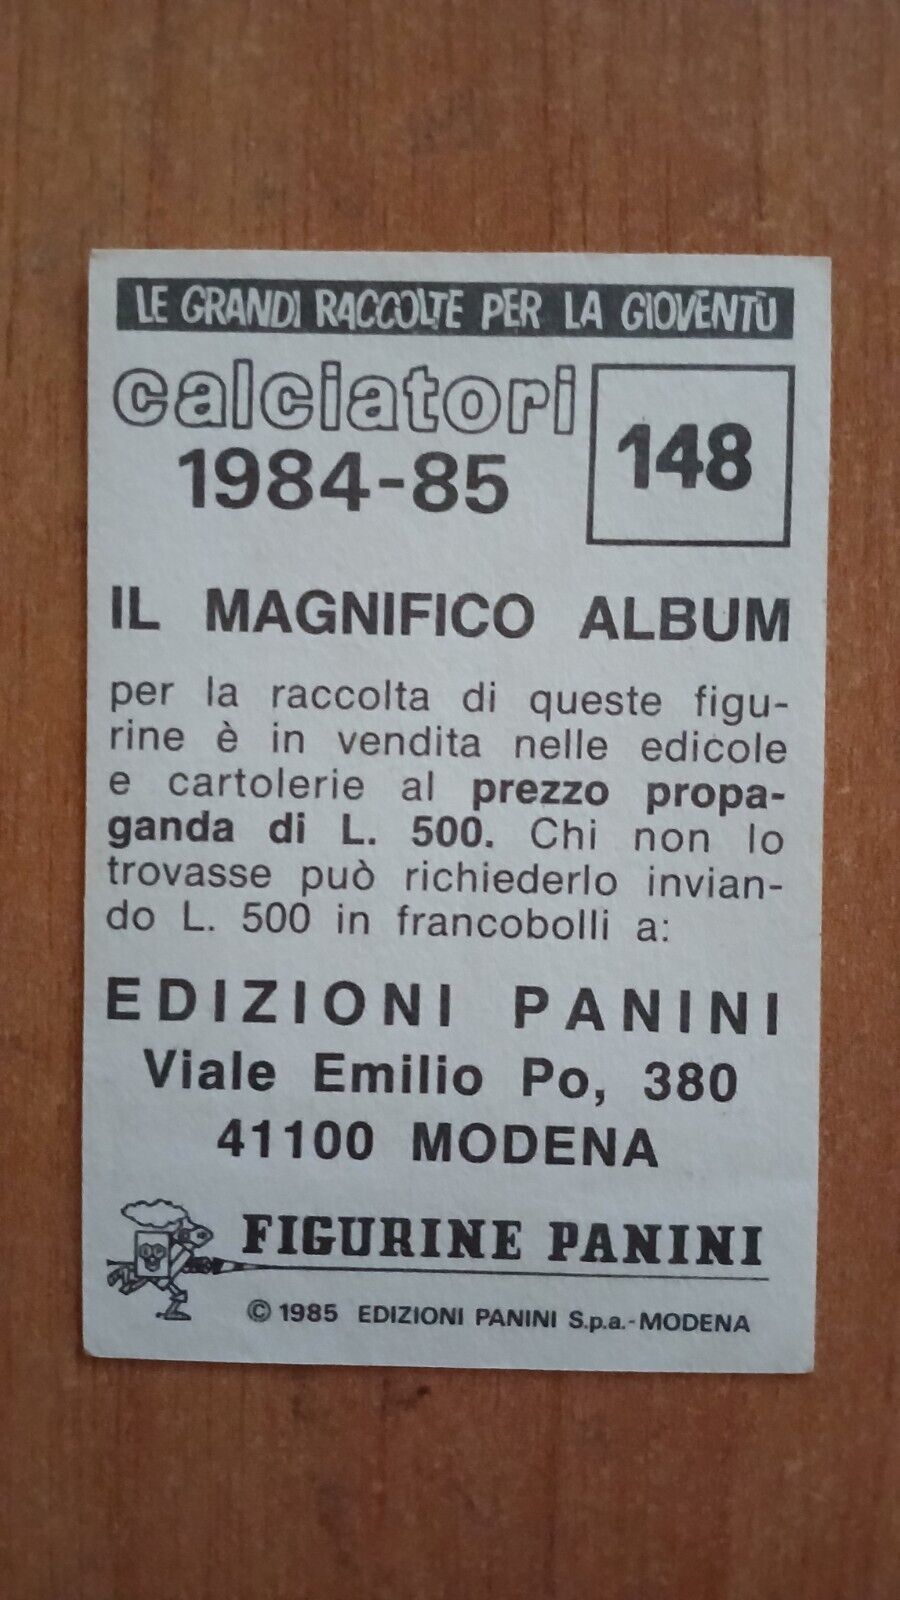 LE GRANDI RACCOLTE PER LA GIOVENTÙ
calciatori
1984-85
148
IL MAGNIFICO ALBUM
per la raccolta di queste figu-
rine è in vendita nelle edicole
e cartolerie al prezzo propa-
ganda di L. 500. Chi non lo
trovasse può richiederlo invian-
do L. 500 in francobolli a:
EDIZIONI PANINI
Viale Emilio Po, 380
41100 MODENA
FIGURINE PANINI
© 1985 EDIZIONI PANINI S.p.a.-MODENA